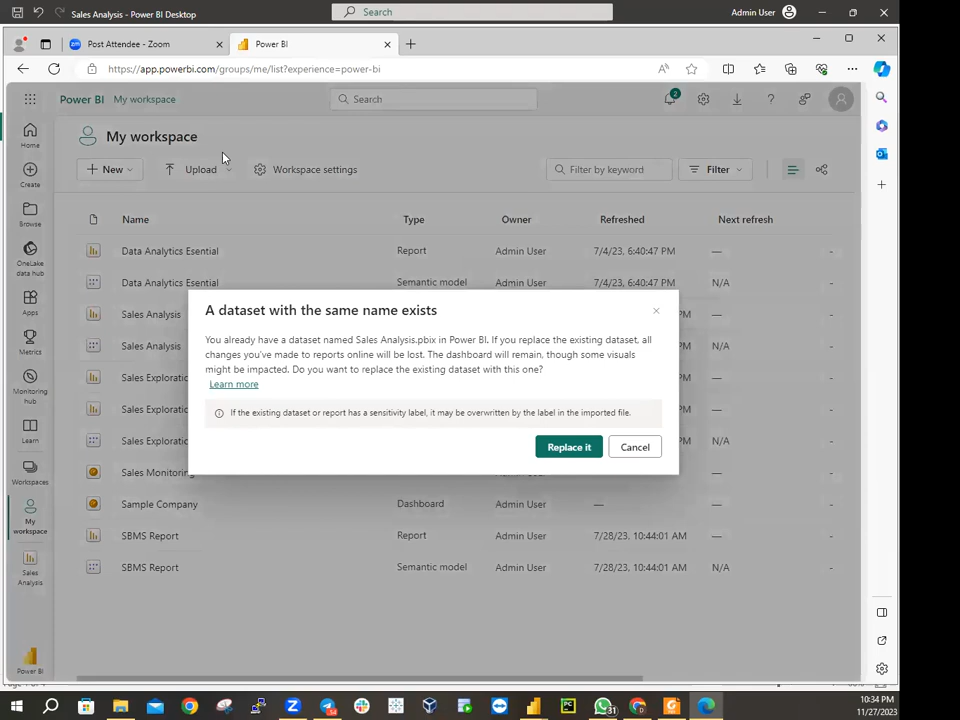 Sales Analysis - Power BI Desktop
Search
Admin User
Post Attendee - Zoom
Power BI
https://app.powerbi.com/groups/me/list?experience=power-bi
Power BI
My workspace
Search
2
My workspace
Home
New
Upload
Workspace settings
Filter by keyword
Filter
Create
Browse
Name
Type
Owner
Refreshed
Next refresh
Data Analytics Esential
Report
Admin User
7/4/23, 6:40:47 PM
—
-
OneLake
data hub
Data Analytics Esential
Semantic model
Admin User
7/4/23, 6:40:47 PM
N/A
-
Apps
Sales Analysis
PM
—
-
Metrics
Sales Analysis
PM
N/A
-
Sales Exploratio
PM
—
-
Monitoring
hub
Sales Exploratio
PM
—
-
Learn
Sales Exploratio
PM
N/A
-
Workspaces
Sales Monitoring
—
-
A dataset with the same name exists
You already have a dataset named Sales Analysis.pbix in Power BI. If you replace the existing dataset, all
changes you've made to reports online will be lost. The dashboard will remain, though some visuals
might be impacted. Do you want to replace the existing dataset with this one?
Learn more
If the existing dataset or report has a sensitivity label, it may be overwritten by the label in the imported file.
Replace it
Cancel
My
workspace
Sample Company
Dashboard
Admin User
—
—
-
SBMS Report
Report
Admin User
7/28/23, 10:44:01 AM
—
-
Sales
Analysis
SBMS Report
Semantic model
Admin User
7/28/23, 10:44:01 AM
N/A
-
Power BI
31
10:34 PM
11/27/2023